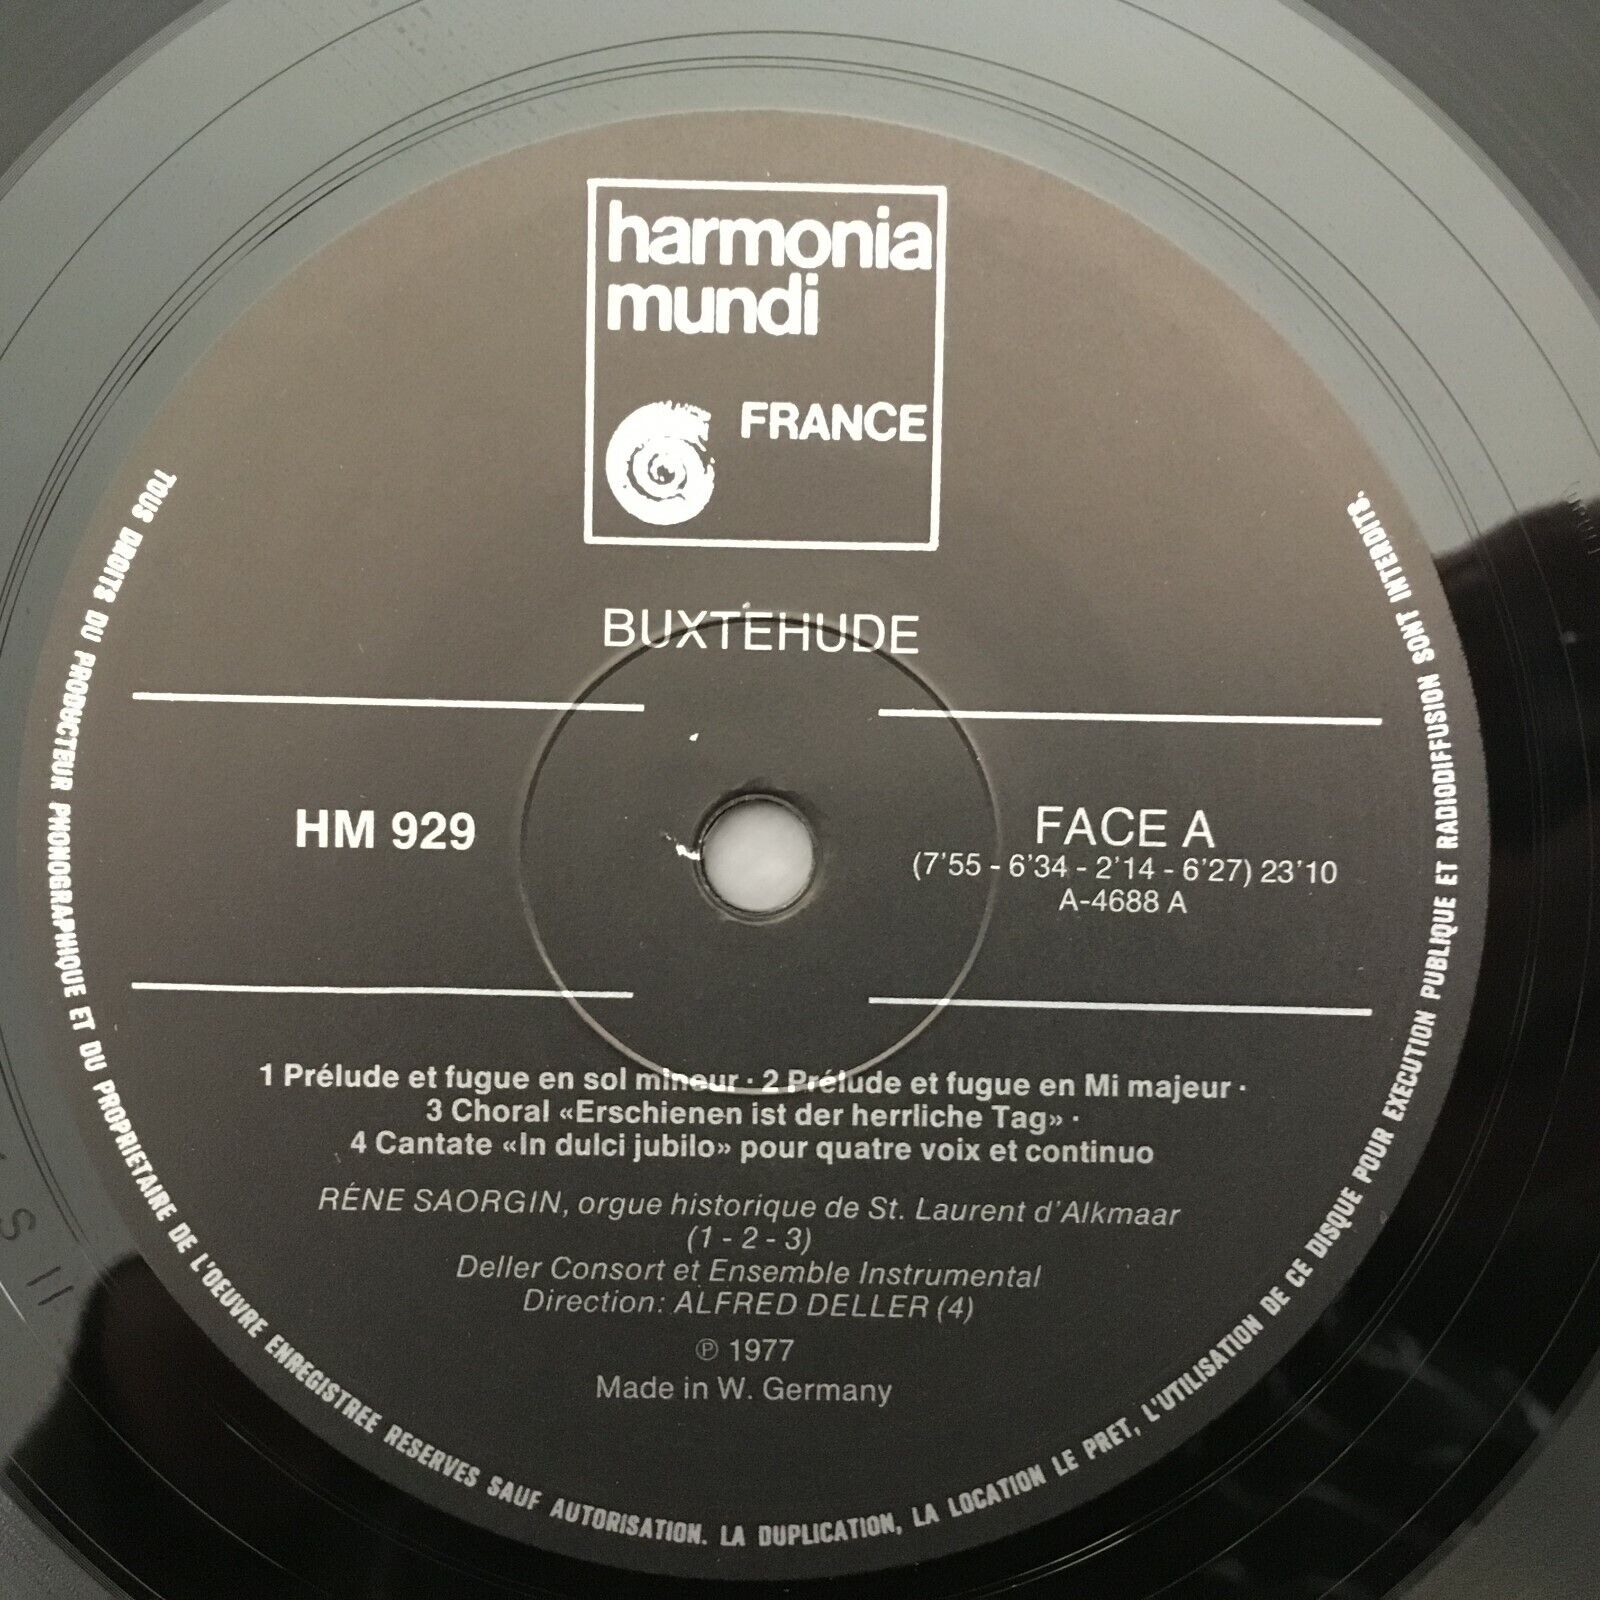 harmonia
mundi
FRANCE
BUXTEHUDE
HM 929
FACE A
(7'55 - 6'34 - 2'14 - 6'27) 23'10
A-4688 A
1 Prélude et fugue en sol mineur · 2 Prélude et fugue en Mi majeur ·
3 Choral «Erschienen ist der herrliche Tag» ·
4 Cantate «In dulci jubilo» pour quatre voix et continuo
RÉNE SAORGIN, orgue historique de St. Laurent d'Alkmaar
(1 - 2 - 3)
Deller Consort et Ensemble Instrumental
Direction: ALFRED DELLER (4)
℗ 1977
Made in W. Germany
TOUS DROITS DU PRODUCTEUR PHONOGRAPHIQUE ET DU PROPRIETAIRE DE L'OEUVRE ENREGISTREE RESERVES SAUF AUTORISATION. LA DUPLICATION, LA LOCATION LE PRET, L'UTILISATION DE CE DISQUE POUR EXECUTION PUBLIQUE ET RADIODIFFUSION SONT INTERDITS.